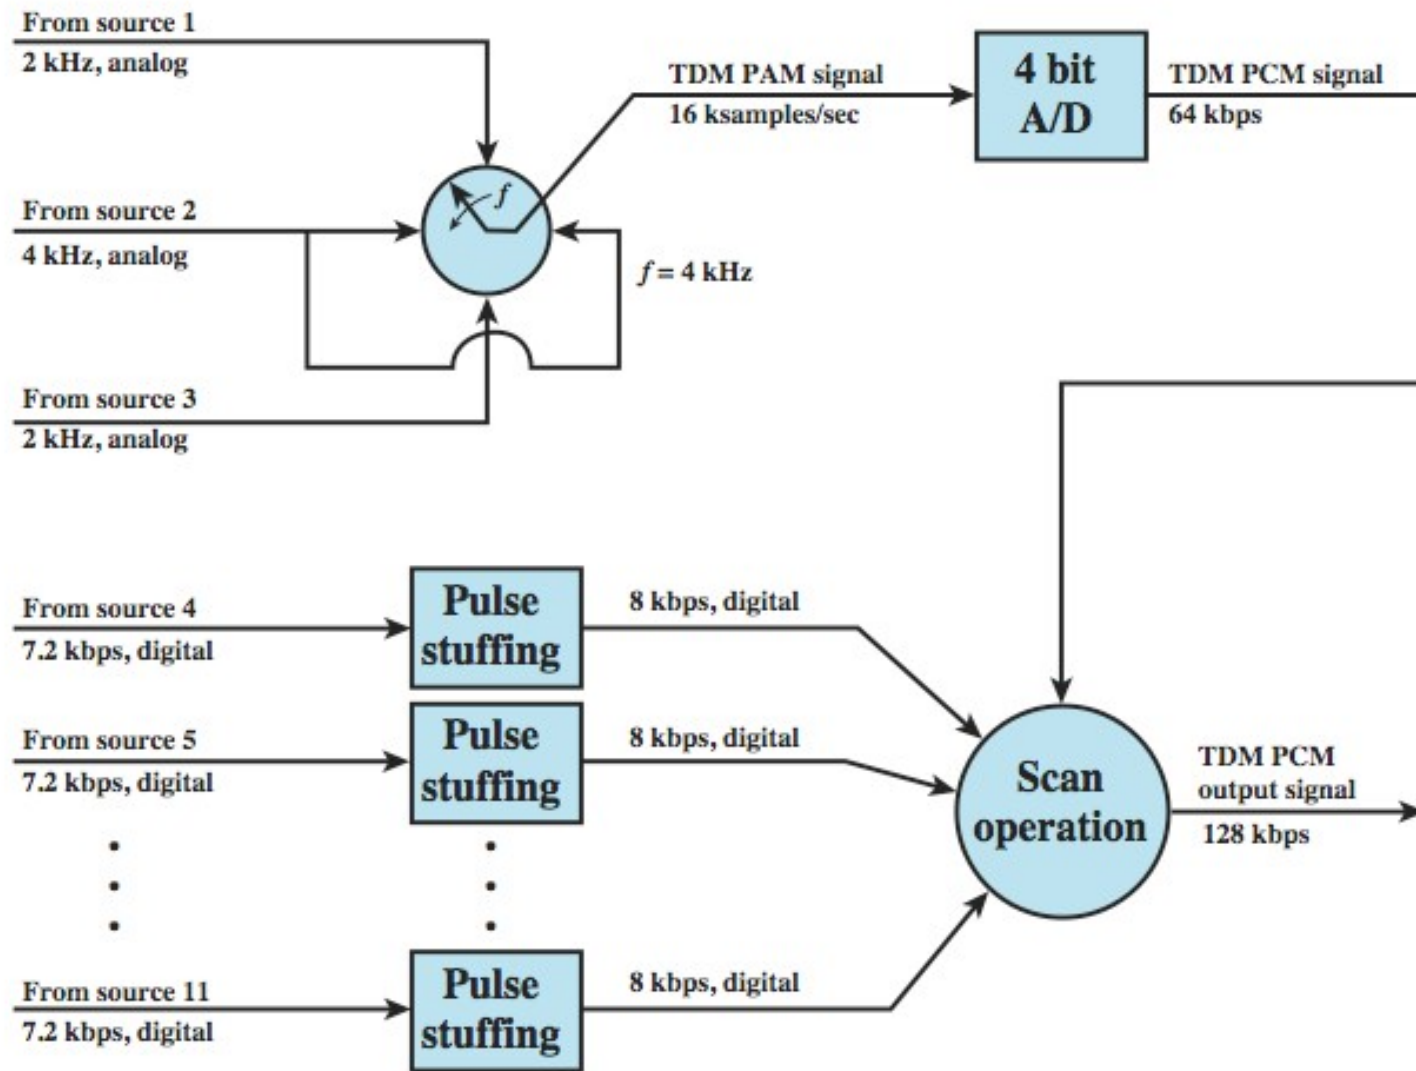 From source 1
2 kHz, analog
TDM PAM signal
16 ksamples/sec
4 bit
A/D
TDM PCM signal
64 kbps
f
From source 2
4 kHz, analog
f = 4 kHz
From source 3
2 kHz, analog
From source 4
7.2 kbps, digital
Pulse
stuffing
8 kbps, digital
From source 5
7.2 kbps, digital
Pulse
stuffing
8 kbps, digital
Scan
operation
TDM PCM
output signal
128 kbps
From source 11
7.2 kbps, digital
Pulse
stuffing
8 kbps, digital